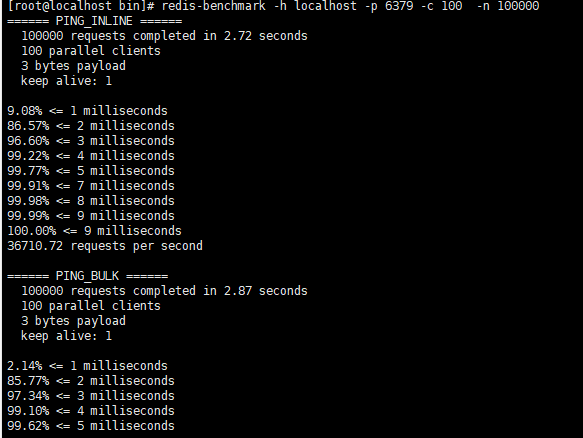 [root@localhost bin]# redis-benchmark -h localhost -p 6379 -c 100  -n 100000
====== PING_INLINE ======
  100000 requests completed in 2.72 seconds
  100 parallel clients
  3 bytes payload
  keep alive: 1

9.08% <= 1 milliseconds
86.57% <= 2 milliseconds
96.60% <= 3 milliseconds
99.22% <= 4 milliseconds
99.77% <= 5 milliseconds
99.91% <= 7 milliseconds
99.98% <= 8 milliseconds
99.99% <= 9 milliseconds
100.00% <= 9 milliseconds
36710.72 requests per second

====== PING_BULK ======
  100000 requests completed in 2.87 seconds
  100 parallel clients
  3 bytes payload
  keep alive: 1

2.14% <= 1 milliseconds
85.77% <= 2 milliseconds
97.34% <= 3 milliseconds
99.10% <= 4 milliseconds
99.62% <= 5 milliseconds